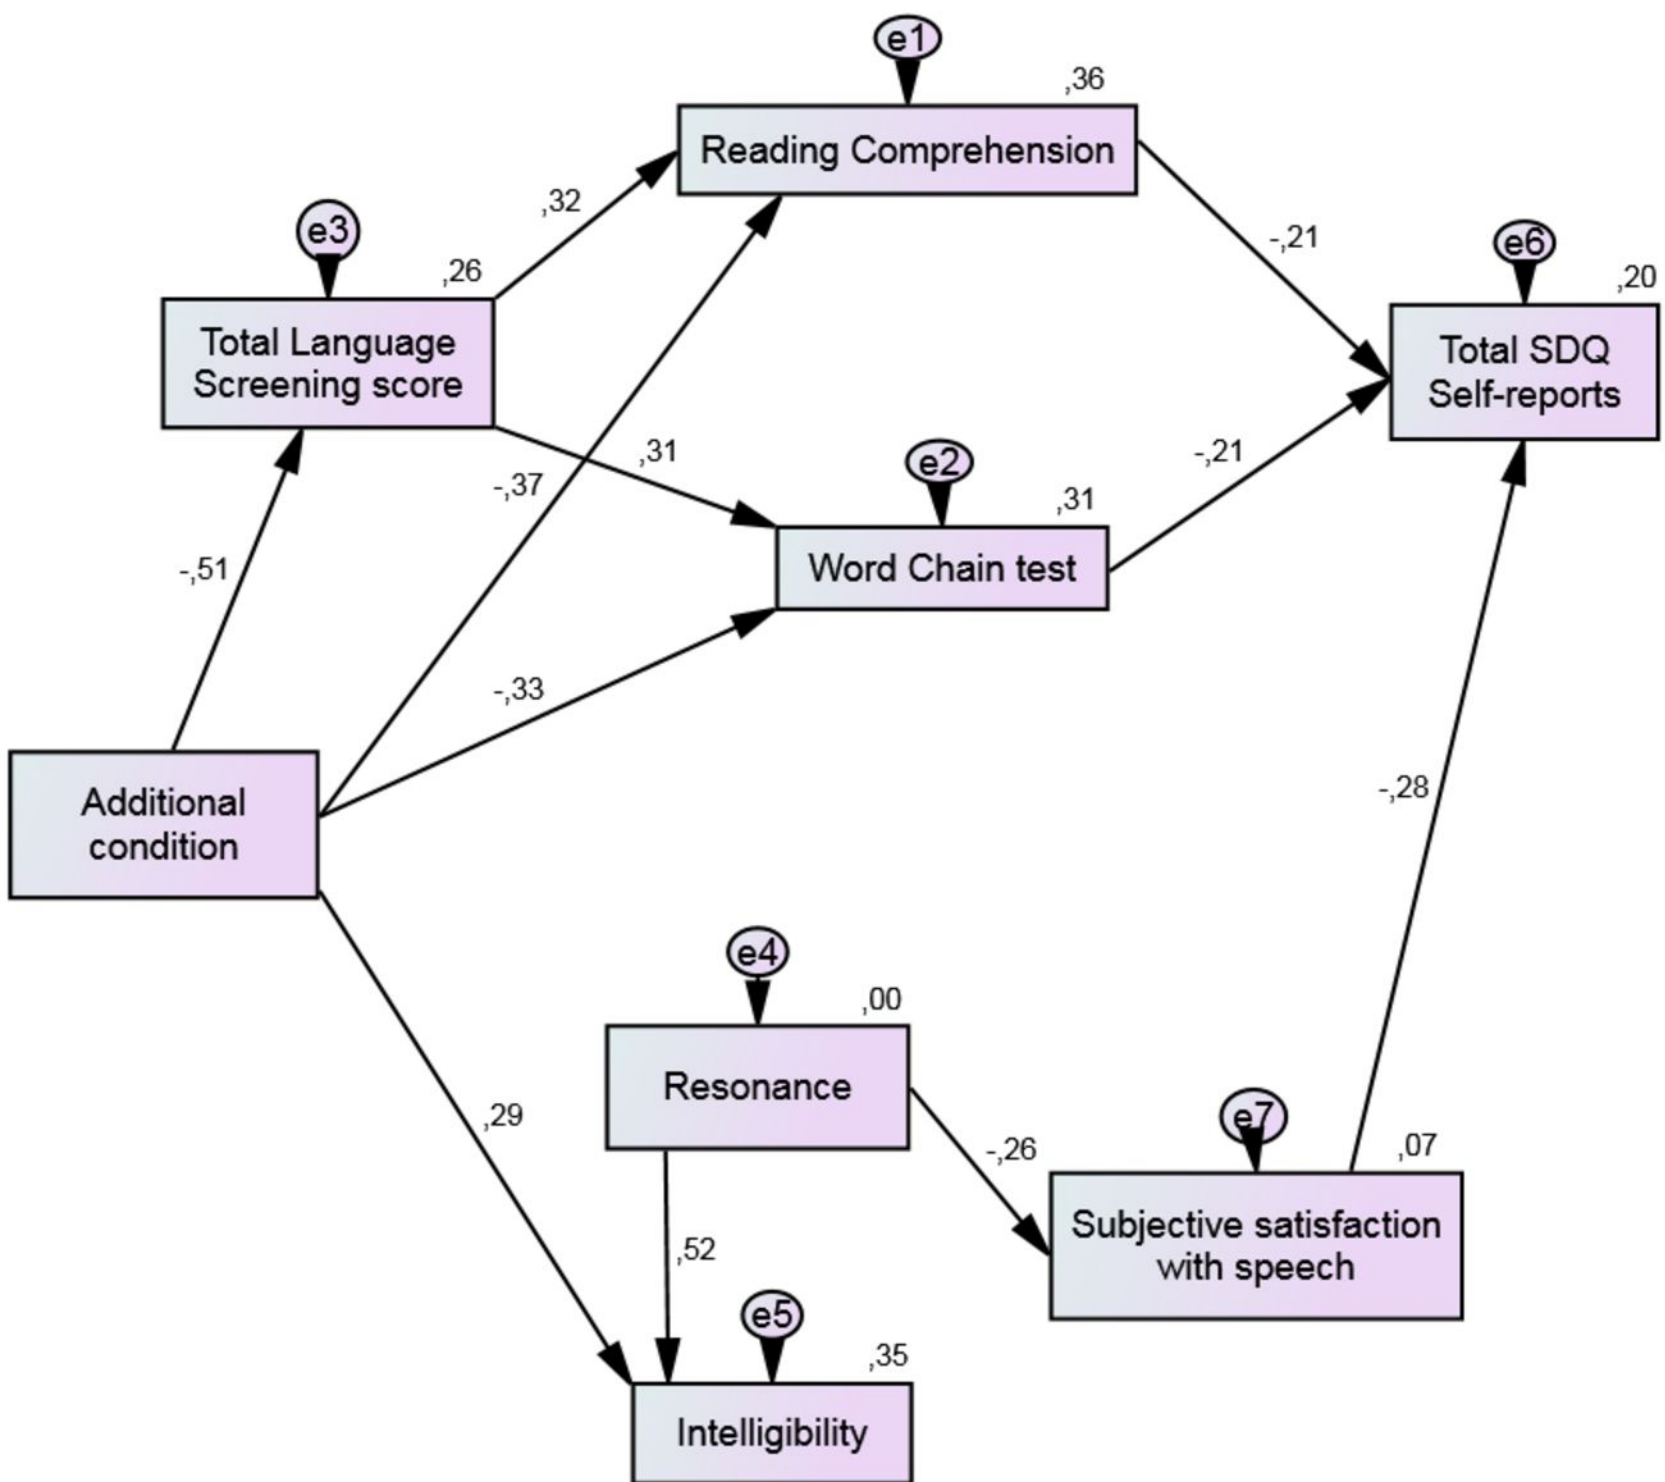 e1
,36
Reading Comprehension
,32
e3
,26
Total Language
Screening score
-,21
e6
,20
Total SDQ
Self-reports
,31
-,37
e2
,31
-,21
Word Chain test
-,51
-,33
Additional
condition
-,28
e4
,00
Resonance
,29
-,26
e7
,07
Subjective satisfaction
with speech
,52
e5
,35
Intelligibility